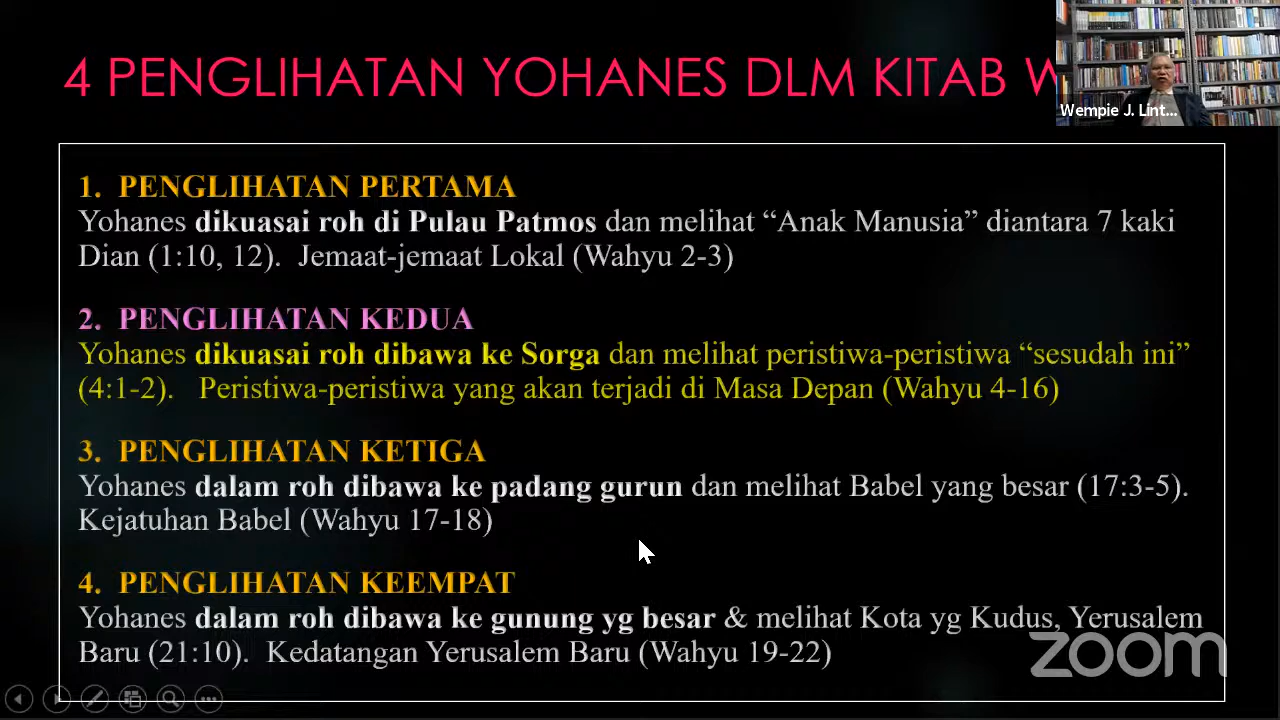 4 PENGLIHATAN YOHANES DLM KITAB
Wempie J. Lint...
1. PENGLIHATAN PERTAMA
Yohanes dikuasai roh di Pulau Patmos dan melihat “Anak Manusia” diantara 7 kaki
Dian (1:10, 12). Jemaat-jemaat Lokal (Wahyu 2-3)
2. PENGLIHATAN KEDUA
Yohanes dikuasai roh dibawa ke Sorga dan melihat peristiwa-peristiwa “sesudah ini”
(4:1-2). Peristiwa-peristiwa yang akan terjadi di Masa Depan (Wahyu 4-16)
3. PENGLIHATAN KETIGA
Yohanes dalam roh dibawa ke padang gurun dan melihat Babel yang besar (17:3-5).
Kejatuhan Babel (Wahyu 17-18)
4. PENGLIHATAN KEEMPAT
Yohanes dalam roh dibawa ke gunung yg besar & melihat Kota yg Kudus, Yerusalem
Baru (21:10). Kedatangan Yerusalem Baru (Wahyu 19-22)
zoom